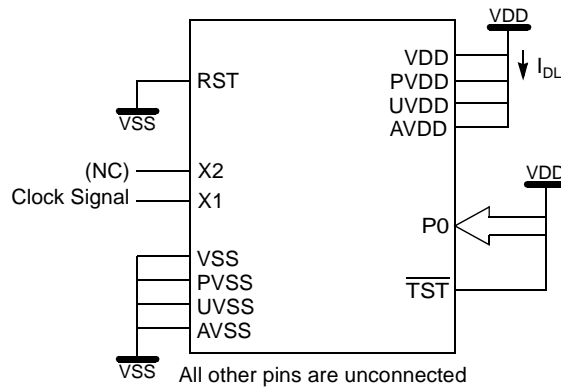 VDD
VDD
I_DL
PVDD
UVDD
AVDD
RST
VSS
(NC)
X2
Clock Signal
X1
VDD
P0
VSS
PVSS
UVSS
AVSS
TST
VSS
All other pins are unconnected